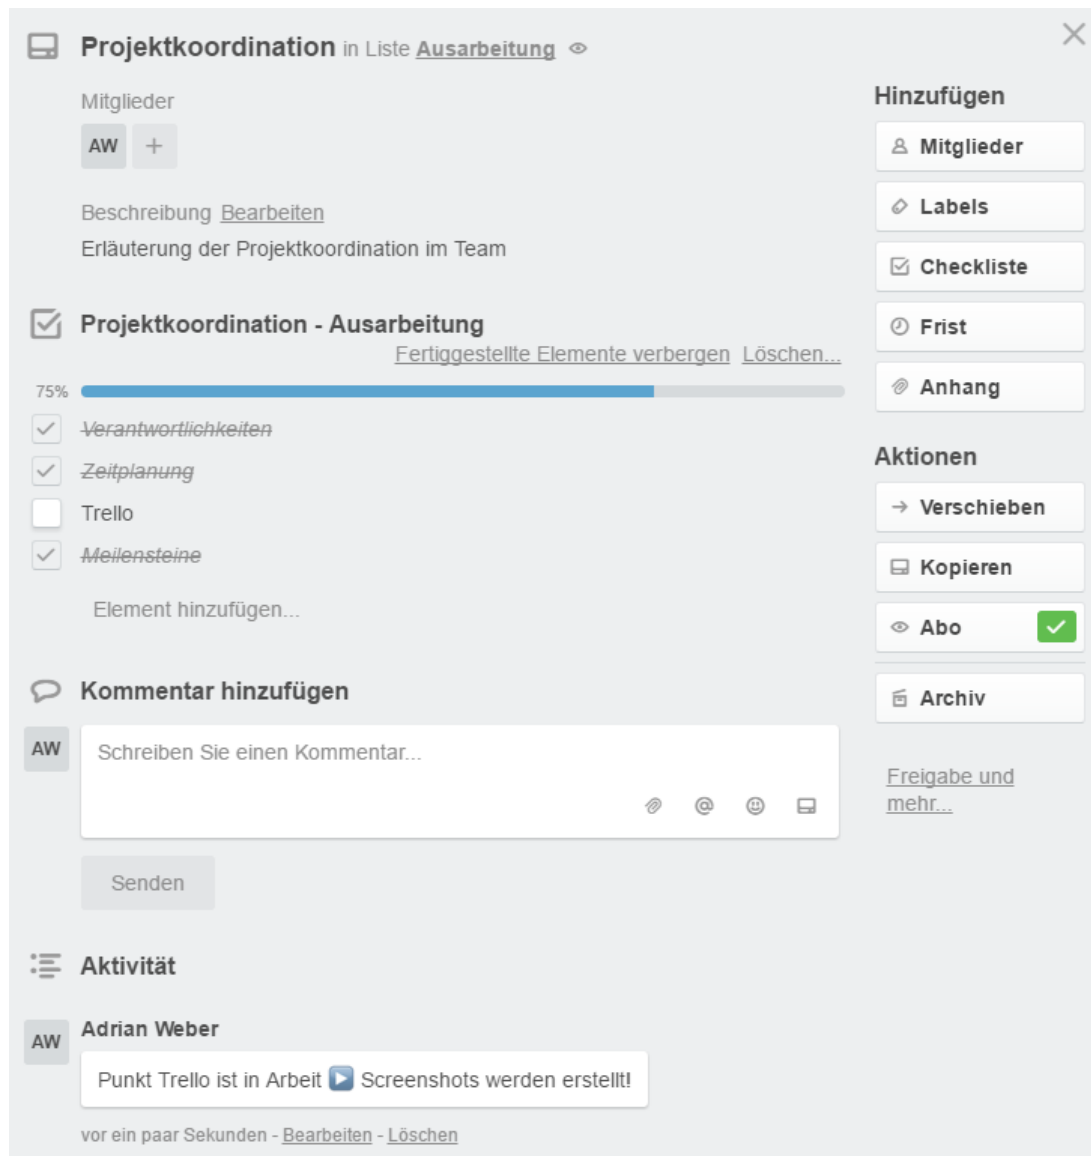 Projektkoordination in Liste Ausarbeitung
Mitglieder
AW +
Beschreibung Bearbeiten
Erläuterung der Projektkoordination im Team
Projektkoordination - Ausarbeitung
Fertiggestellte Elemente verbergen Löschen...
75%
Verantwortlichkeiten
Zeitplanung
Trello
Meilensteine
Element hinzufügen...
Kommentar hinzufügen
AW
Schreiben Sie einen Kommentar...
@
Senden
Aktivität
AW
Adrian Weber
Punkt Trello ist in Arbeit ▶️ Screenshots werden erstellt!
vor ein paar Sekunden - Bearbeiten - Löschen
Hinzufügen
Mitglieder
Labels
Checkliste
Frist
Anhang
Aktionen
Verschieben
Kopieren
Abo
Archiv
Freigabe und
mehr...